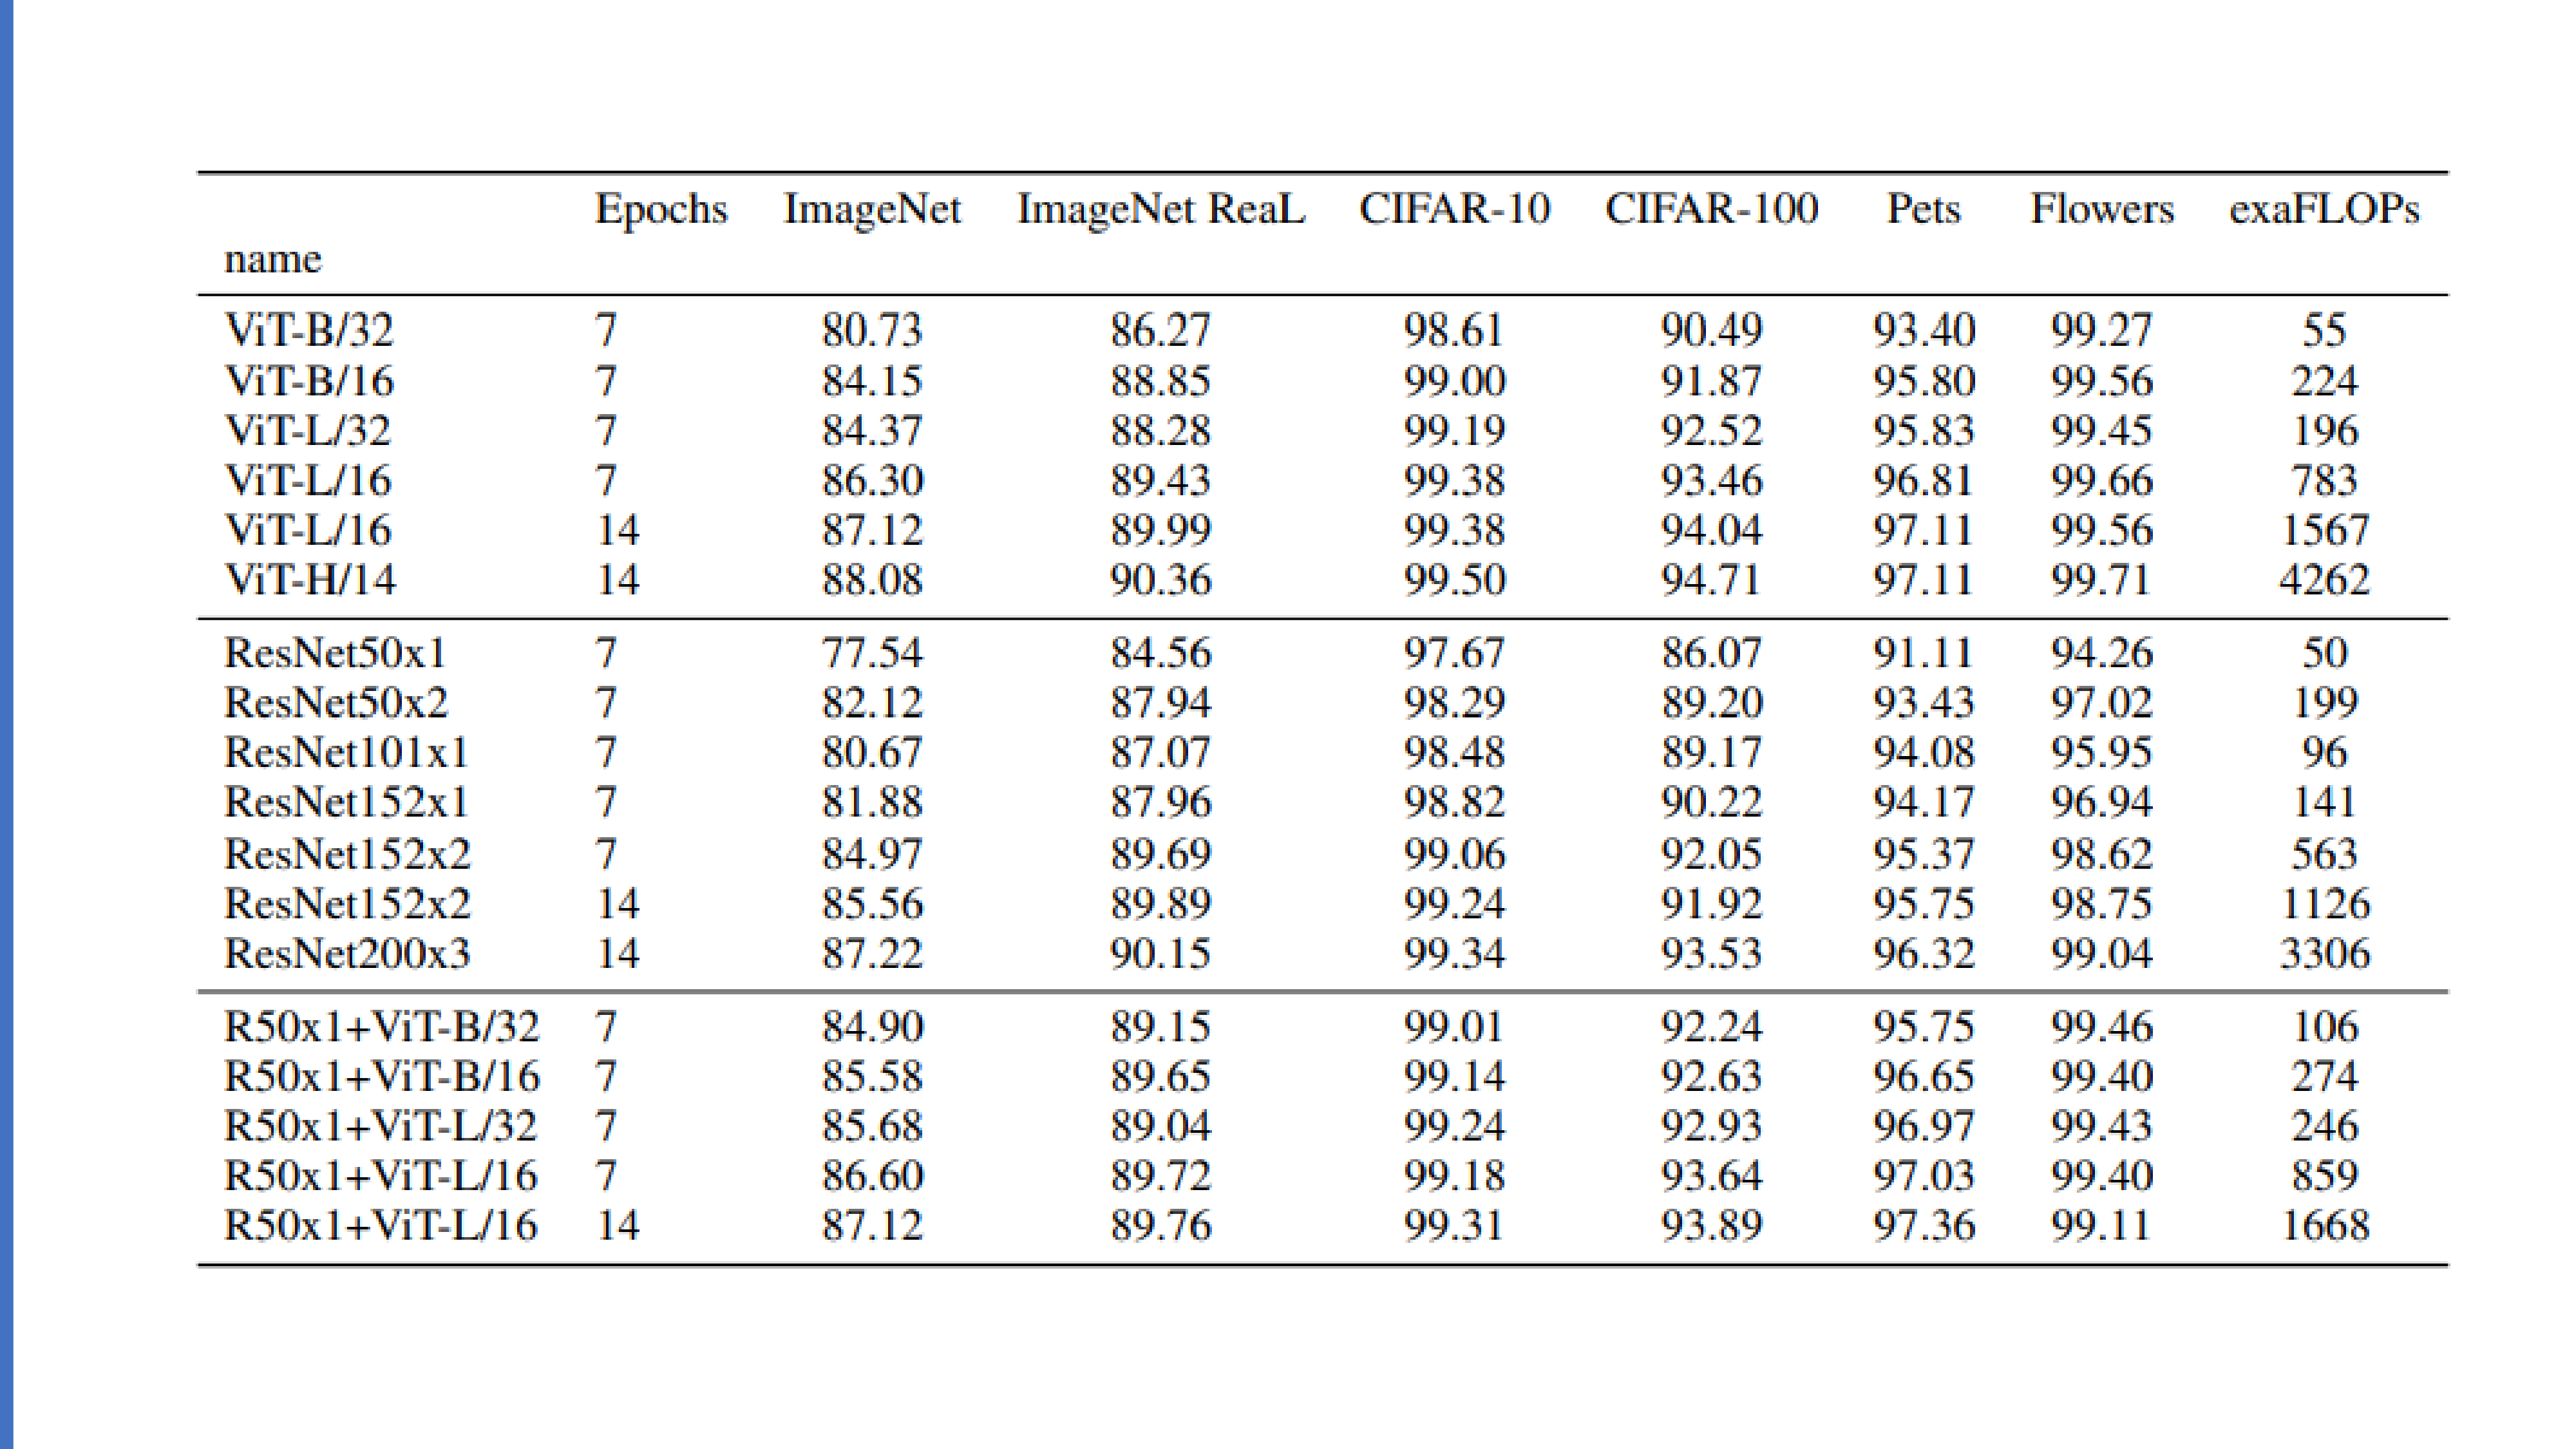 Epochs ImageNet ImageNet ReaL CIFAR-10 CIFAR-100 Pets Flowers exaFLOPs
name
ViT-B/32 7 80.73 86.27 98.61 90.49 93.40 99.27 55
ViT-B/16 7 84.15 88.85 99.00 91.87 95.80 99.56 224
ViT-L/32 7 84.37 88.28 99.19 92.52 95.83 99.45 196
ViT-L/16 7 86.30 89.43 99.38 93.46 96.81 99.66 783
ViT-L/16 14 87.12 89.99 99.38 94.04 97.11 99.56 1567
ViT-H/14 14 88.08 90.36 99.50 94.71 97.11 99.71 4262
ResNet50x1 7 77.54 84.56 97.67 86.07 91.11 94.26 50
ResNet50x2 7 82.12 87.94 98.29 89.20 93.43 97.02 199
ResNet101x1 7 80.67 87.07 98.48 89.17 94.08 95.95 96
ResNet152x1 7 81.88 87.96 98.82 90.22 94.17 96.94 141
ResNet152x2 7 84.97 89.69 99.06 92.05 95.37 98.62 563
ResNet152x2 14 85.56 89.89 99.24 91.92 95.75 98.75 1126
ResNet200x3 14 87.22 90.15 99.34 93.53 96.32 99.04 3306
R50x1+ViT-B/32 7 84.90 89.15 99.01 92.24 95.75 99.46 106
R50x1+ViT-B/16 7 85.58 89.65 99.14 92.63 96.65 99.40 274
R50x1+ViT-L/32 7 85.68 89.04 99.24 92.93 96.97 99.43 246
R50x1+ViT-L/16 7 86.60 89.72 99.18 93.64 97.03 99.40 859
R50x1+ViT-L/16 14 87.12 89.76 99.31 93.89 97.36 99.11 1668